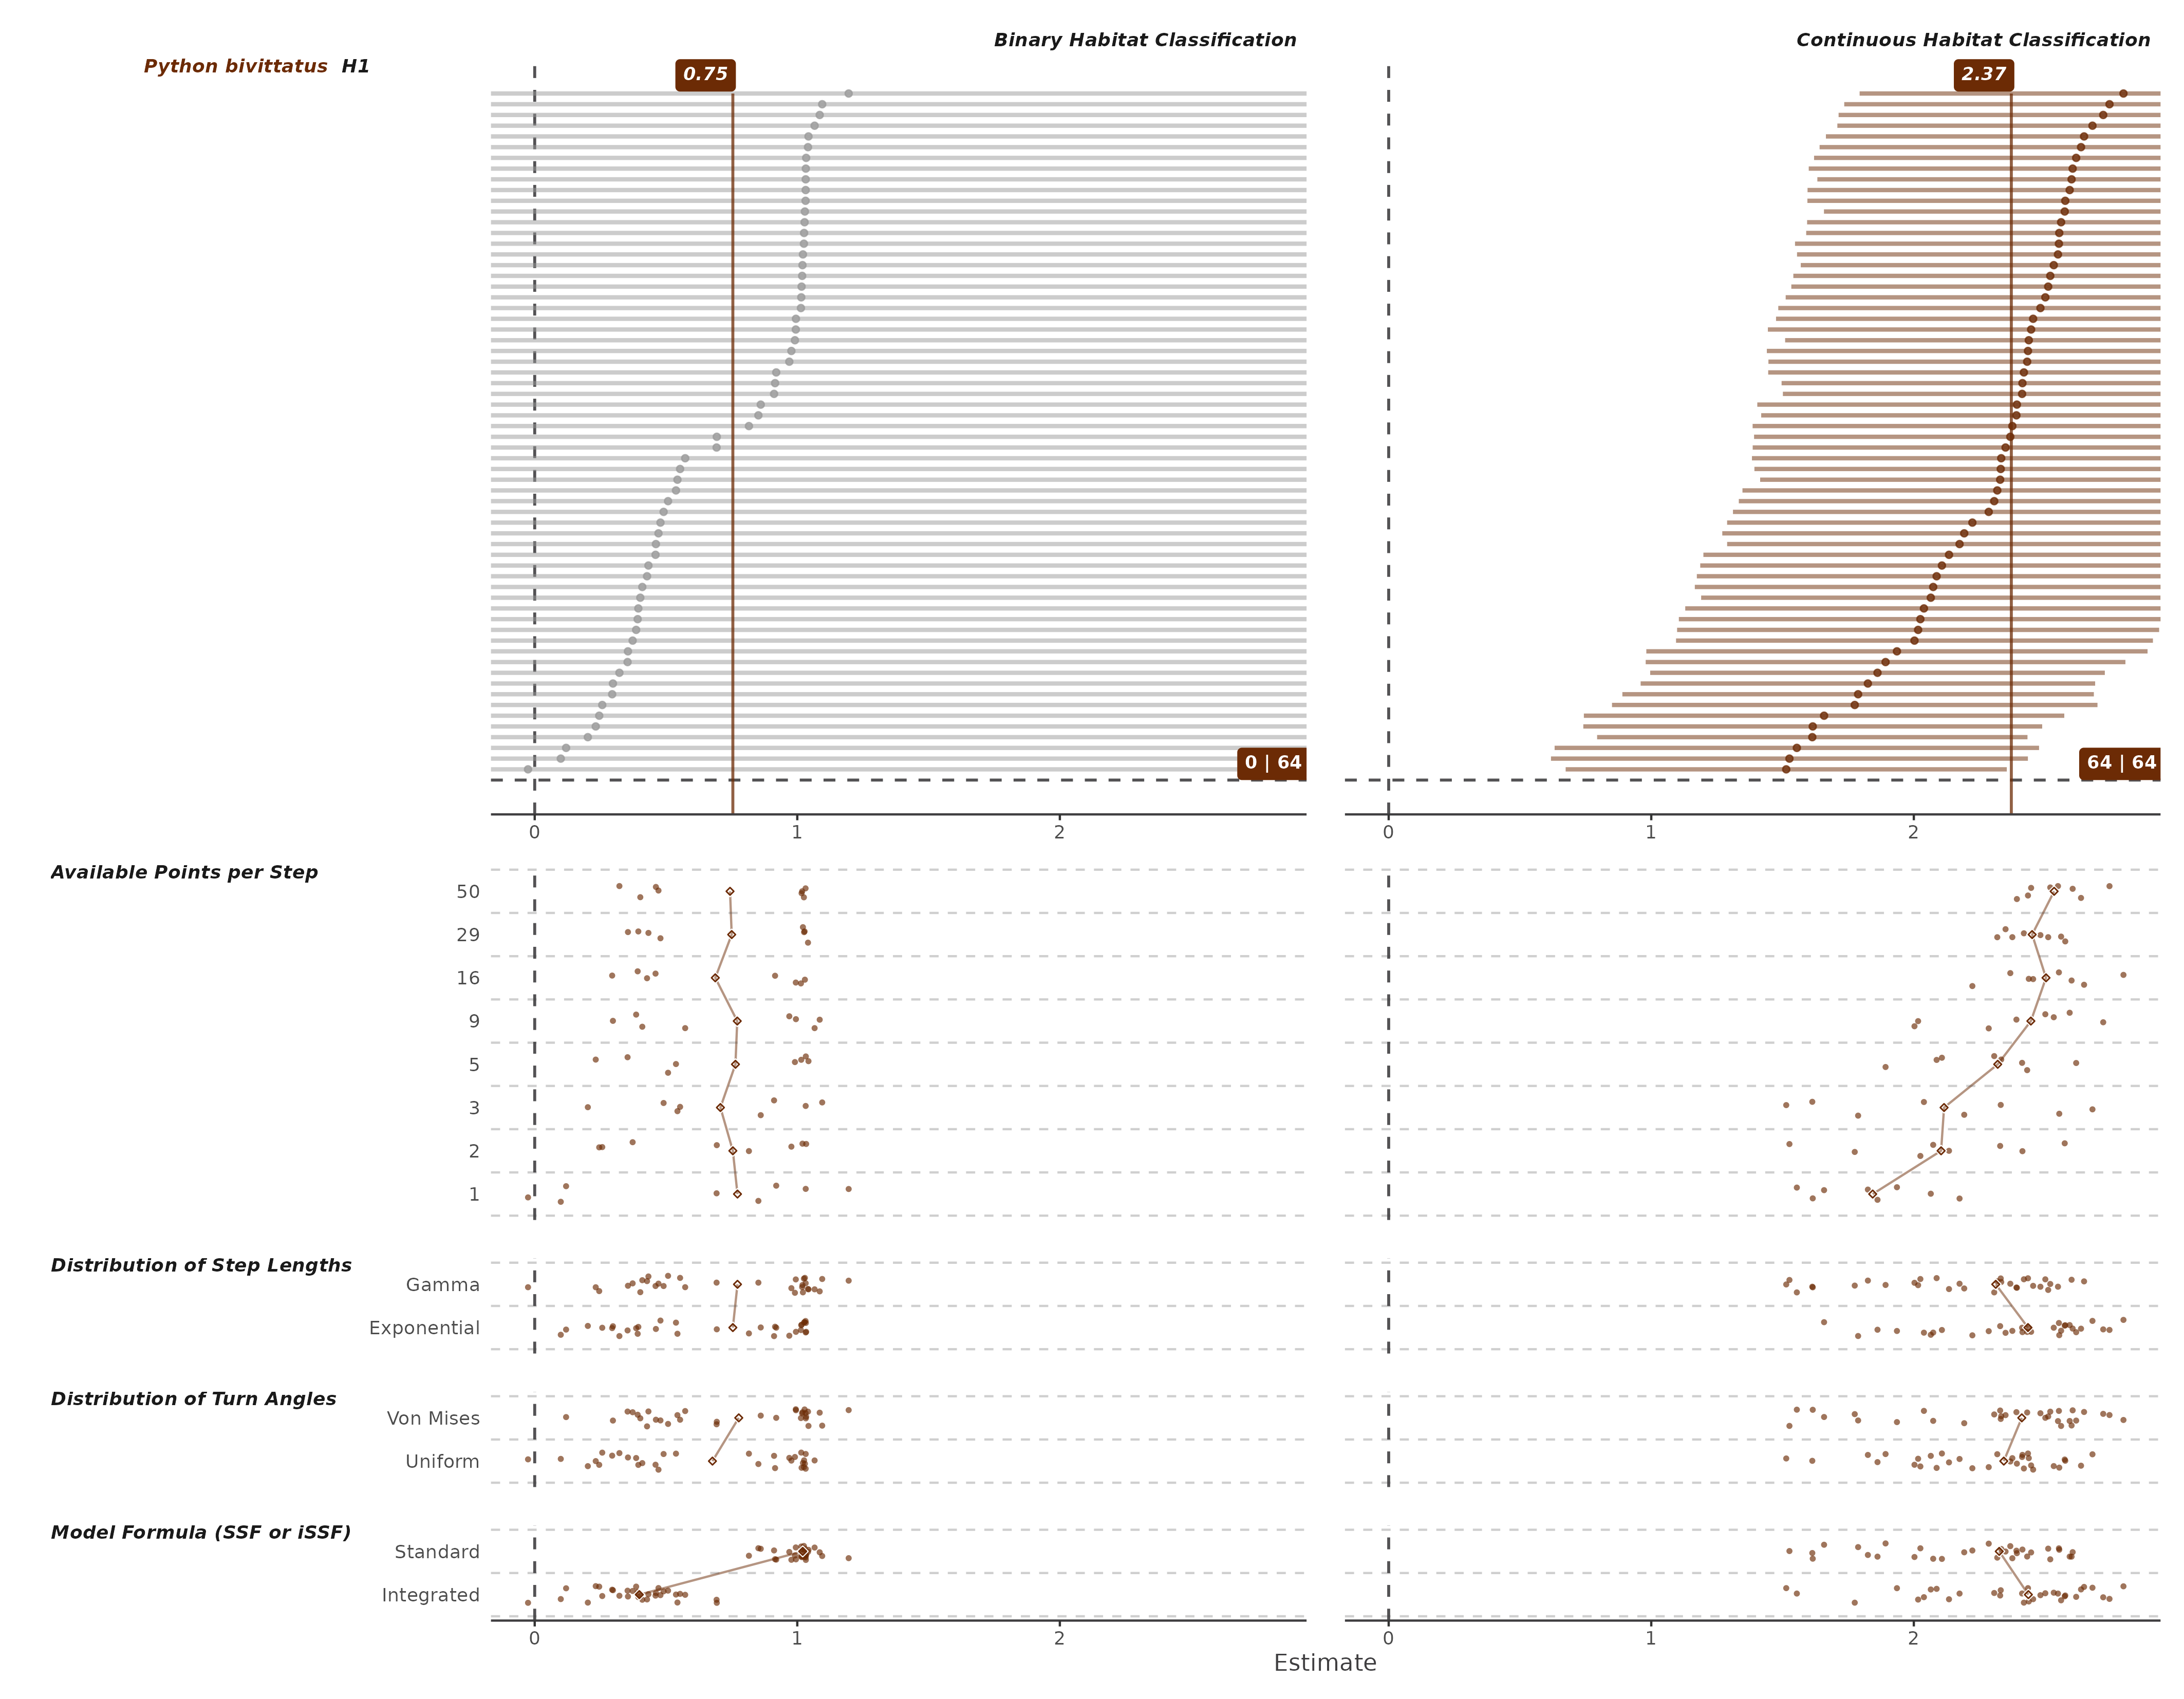 Binary Habitat Classification
Continuous Habitat Classification
Python bivittatus H1
0.75
2.37
0 | 64
64 | 64
0 1 2
0 1 2
Available Points per Step
50
29
16
9
5
3
2
1
Distribution of Step Lengths
Gamma
Exponential
Distribution of Turn Angles
Von Mises
Uniform
Model Formula (SSF or iSSF)
Standard
Integrated
0 1 2
0 1 2
Estimate